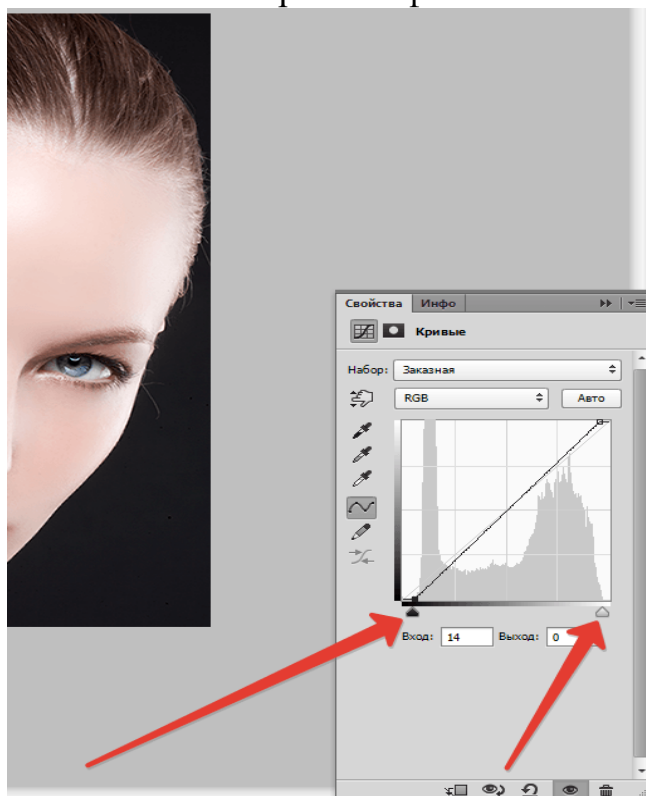 Свойства Инфо
Кривые
Набор: Заказная
RGB Авто
Вход: 14 Выход: 0